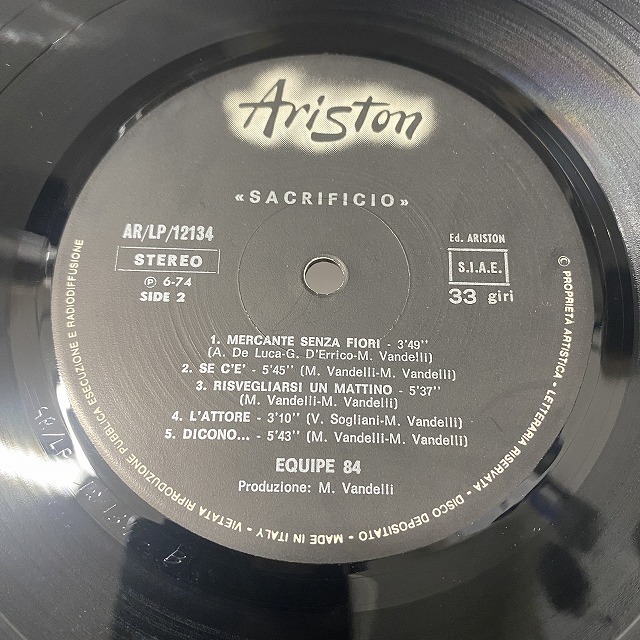 Ariston
«SACRIFICIO»
AR/LP/12134
STEREO
Ⓟ 6-74
SIDE 2
Ed. ARISTON
S.I.A.E.
33 giri
1. MERCANTE SENZA FIORI - 3'49''
(A. De Luca-G. D'Errico-M. Vandelli)
2. SE C'E' - 5'45'' (M. Vandelli-M. Vandelli)
3. RISVEGLIARSI UN MATTINO - 5'37''
(M. Vandelli-M. Vandelli)
4. L'ATTORE - 3'10'' (V. Sogliani-M. Vandelli)
5. DICONO... - 5'43'' (M. Vandelli-M. Vandelli)
EQUIPE 84
Produzione: M. Vandelli
© PROPRIETA ARTISTICA - LETTERARIA RISERVATA - DISCO DEPOSITATO - MADE IN ITALY - VIETATA RIPRODUZIONE PUBBLICA ESECUZIONE E RADIODIFFUSIONE